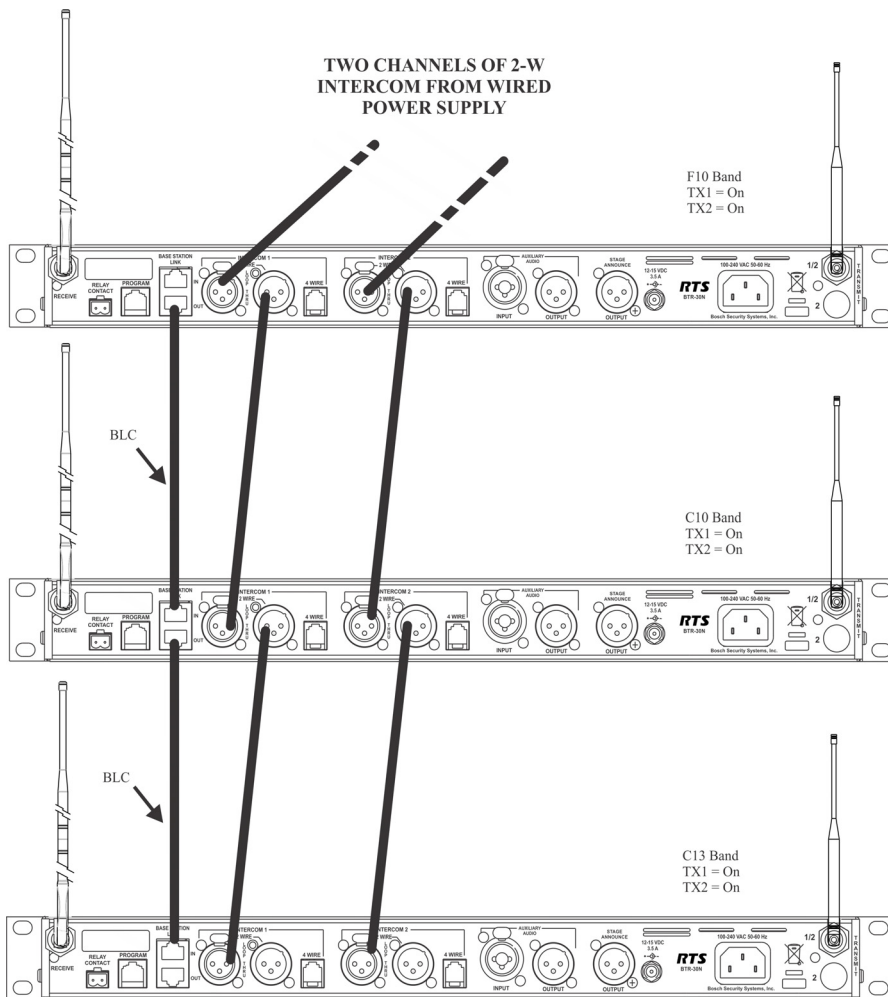 TWO CHANNELS OF 2-W
INTERCOM FROM WIRED
POWER SUPPLY
F10 Band
TX1 = On
TX2 = On
RECEIVE
RELAY
CONTACT
PROGRAM
BASE STATION
LINK
IN
OUT
2 WIRE
4 WIRE
2 WIRE
4 WIRE
AUXILIARY
AUDIO
INPUT
OUTPUT
STAGE
ANNOUNCE
OUTPUT
12-15 VDC
3.5 A
RTS
BTR-30N
100-240 VAC 50-60 Hz
Bosch Security Systems, Inc.
1/2
2
TRANSMIT
BLC
C10 Band
TX1 = On
TX2 = On
RECEIVE
RELAY
CONTACT
PROGRAM
IN
OUT
INTERCOM 1
2 WIRE
4 WIRE
INTERCOM 2
2 WIRE
4 WIRE
AUXILIARY
AUDIO
INPUT
OUTPUT
STAGE
ANNOUNCE
OUTPUT
12-15 VDC
3.5 A
RTS
BTR-30N
100-240 VAC 50-60 Hz
Bosch Security Systems, Inc.
1/2
2
TRANSMIT
BLC
C13 Band
TX1 = On
TX2 = On
RECEIVE
RELAY
CONTACT
PROGRAM
IN
OUT
INTERCOM 1
2 WIRE
4 WIRE
INTERCOM 2
2 WIRE
4 WIRE
AUXILIARY
AUDIO
INPUT
OUTPUT
STAGE
ANNOUNCE
OUTPUT
12-15 VDC
3.5 A
RTS
BTR-30N
100-240 VAC 50-60 Hz
Bosch Security Systems, Inc.
1/2
2
TRANSMIT